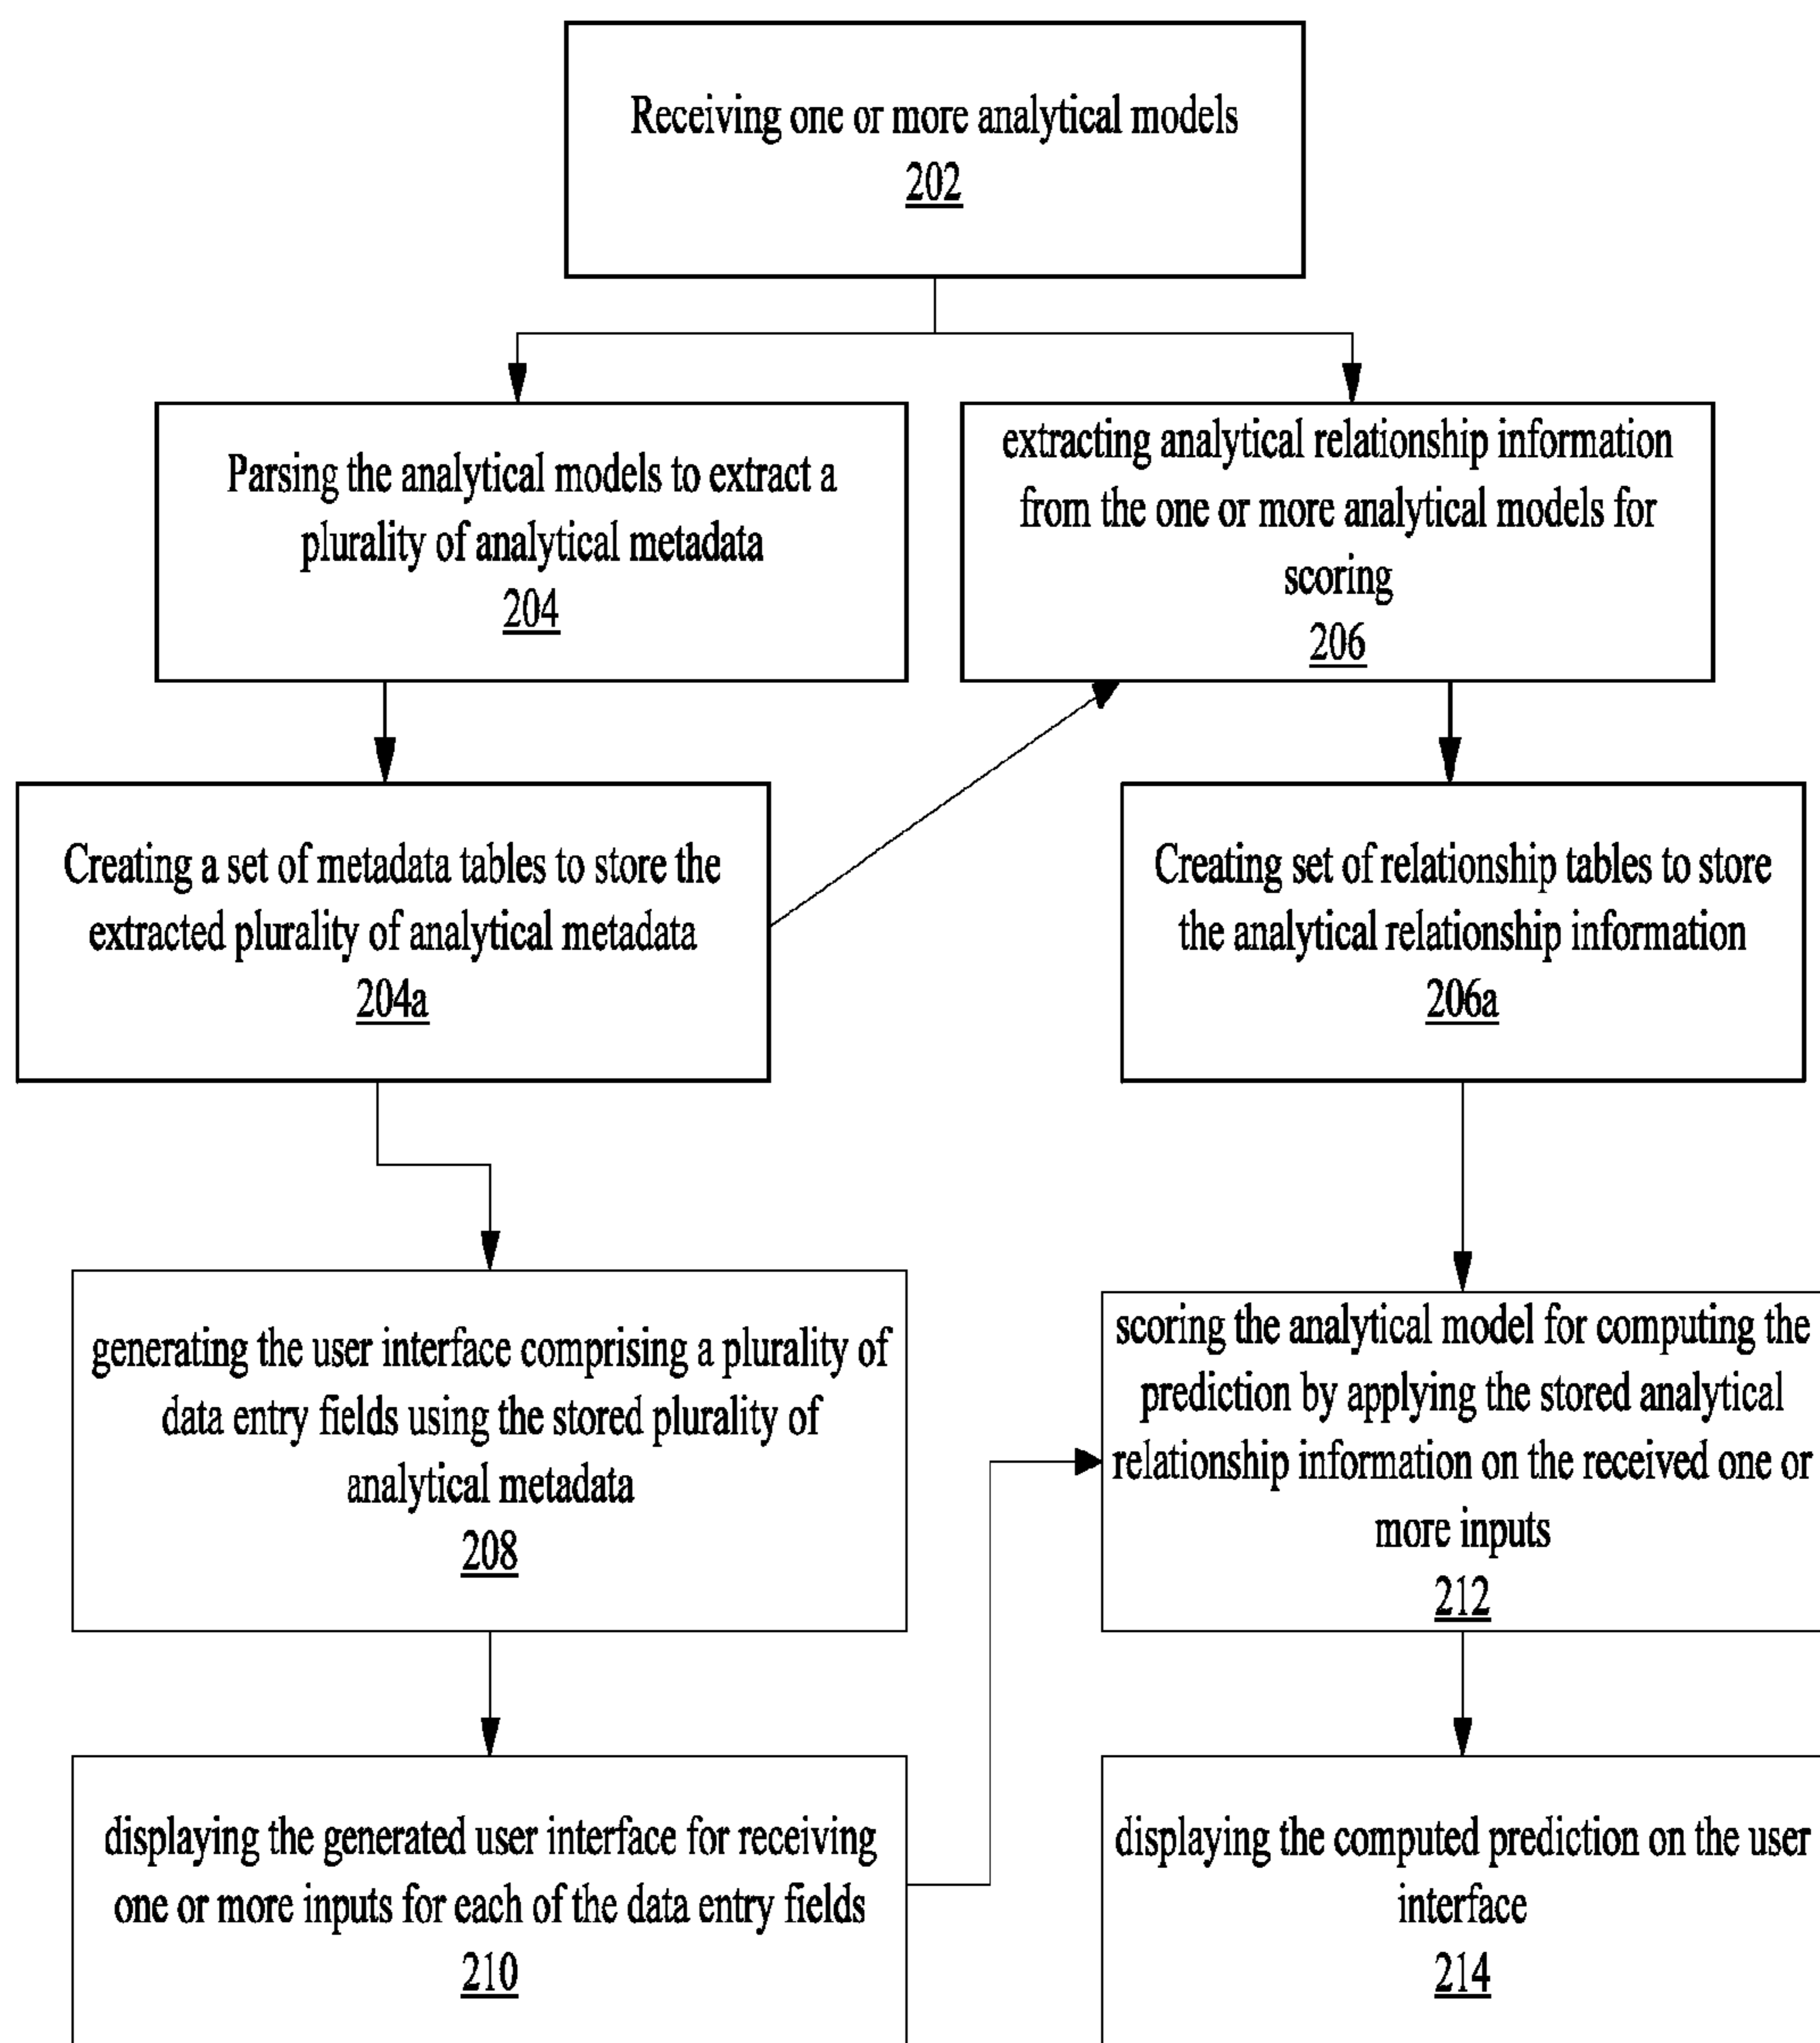 Receiving one or more analytical models
202
Parsing the analytical models to extract a
plurality of analytical metadata
204
extracting analytical relationship information
from the one or more analytical models for
scoring
206
Creating a set of metadata tables to store the
extracted plurality of analytical metadata
204a
Creating set of relationship tables to store
the analytical relationship information
206a
generating the user interface comprising a plurality of
data entry fields using the stored plurality of
analytical metadata
208
scoring the analytical model for computing the
prediction by applying the stored analytical
relationship information on the received one or
more inputs
212
displaying the generated user interface for receiving
one or more inputs for each of the data entry fields
210
displaying the computed prediction on the user
interface
214